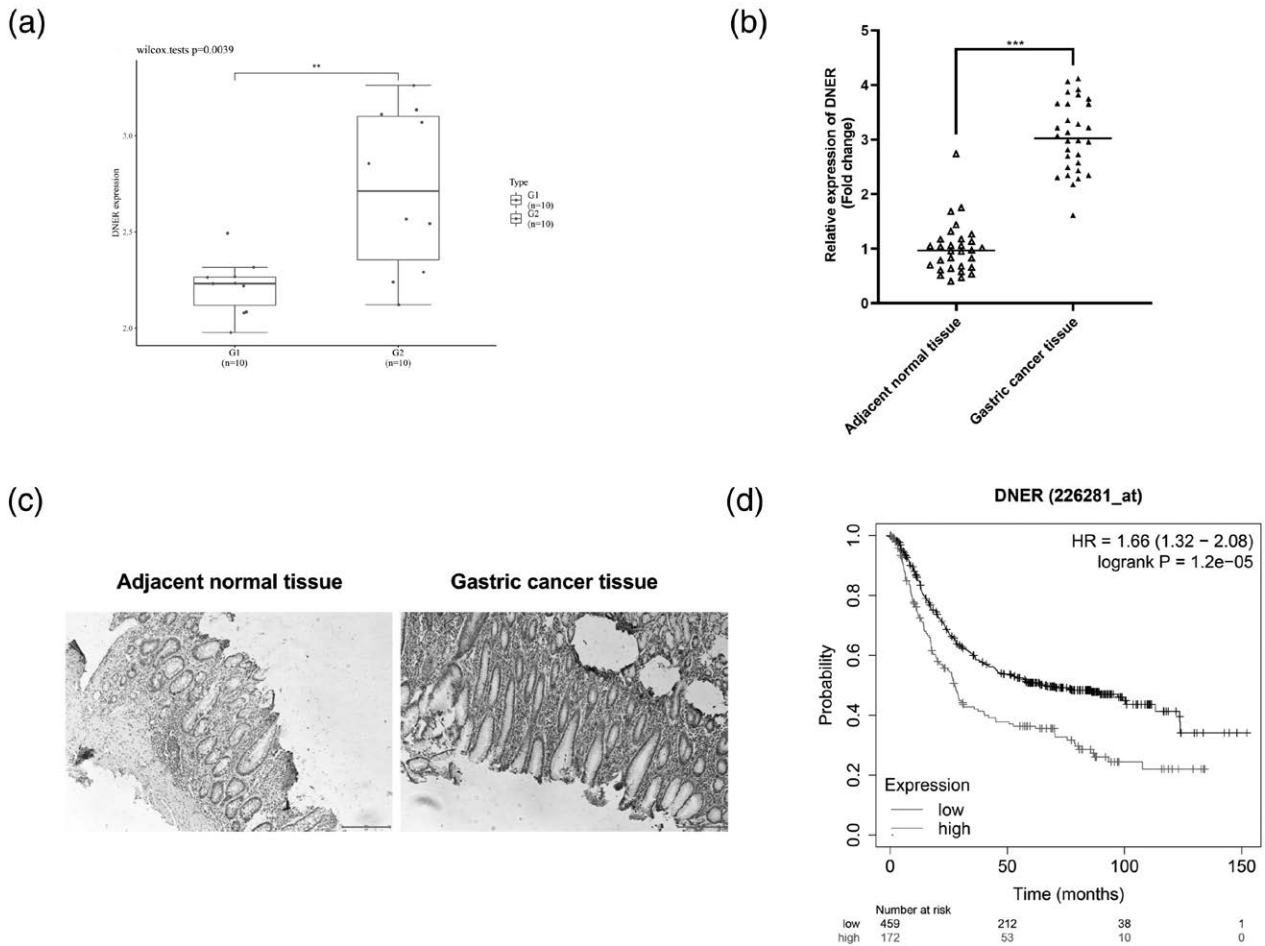 (a)
wilcox.tests p=0.0039
**
3.0
2.5
2.0
DNER expression
G1
(n=10)
G2
(n=10)
Type
G1
(n=10)
G2
(n=10)
(b)
***
5
4
3
2
1
0
Relative expression of DNER
(Fold change)
Adjacent normal tissue
Gastric cancer tissue
(c)
Adjacent normal tissue
Gastric cancer tissue
(d)
DNER (226281_at)
HR = 1.66 (1.32 − 2.08)
logrank P = 1.2e−05
1.0
0.8
0.6
0.4
0.2
0.0
Probability
Expression
low
high
0 50 100 150
Time (months)
Number at risk
low 459 212 38 1
high 172 53 10 0